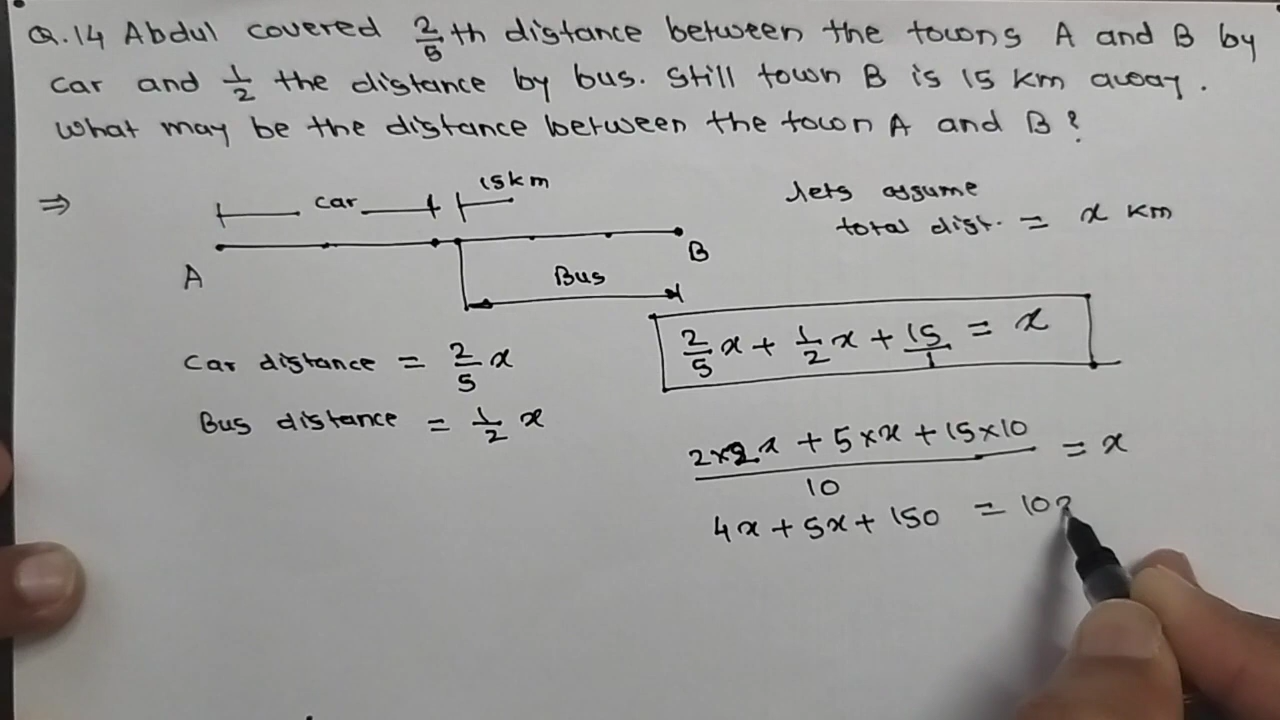 Q.14 Abdul covered 2/5 th distance between the towns A and B by
car and 1/2 the distance by bus. Still town B is 15 km away.
What may be the distance between the town A and B?
⇒
car
15km
A
B
Bus
lets assume
total dist. = x km
Car distance = 2/5 x
Bus distance = 1/2 x
2/5 x + 1/2 x + 15/1 = x
2×2x + 5×x + 15×10 / 10 = x
4x + 5x + 150 = 10